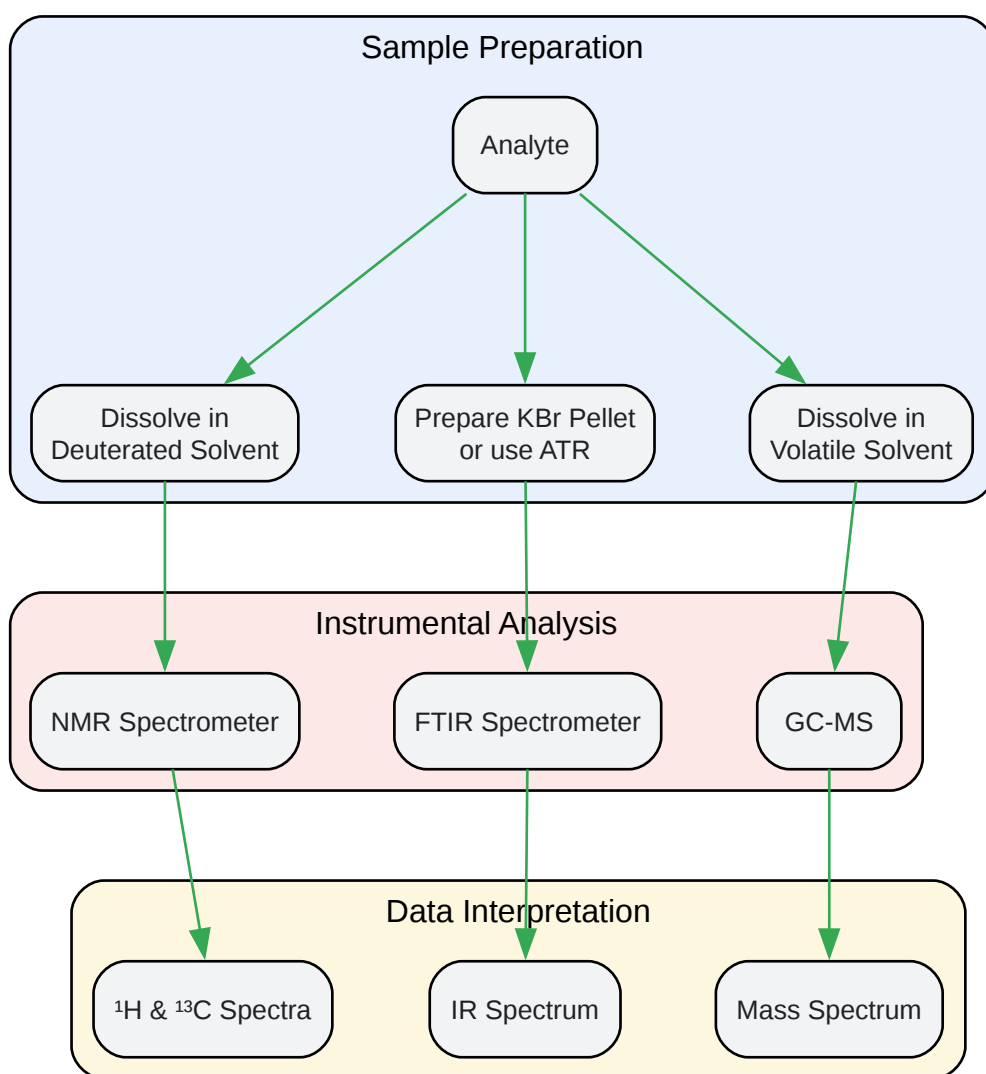 Sample Preparation
Analyte
Dissolve in
Deuterated Solvent
Prepare KBr Pellet
or use ATR
Dissolve in
Volatile Solvent
Instrumental Analysis
NMR Spectrometer
FTIR Spectrometer
GC-MS
Data Interpretation
¹H & ¹³C Spectra
IR Spectrum
Mass Spectrum